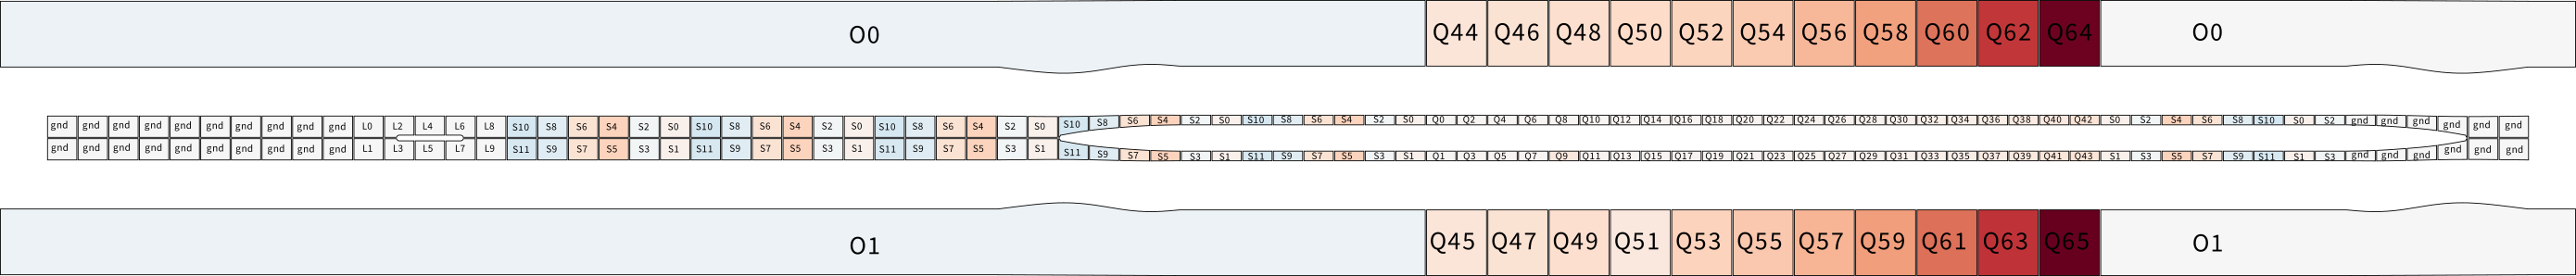 O0 Q44 Q46 Q48 Q50 Q52 Q54 Q56 Q58 Q60 Q62 Q64 O0
gnd gnd gnd gnd gnd gnd gnd gnd gnd gnd L0 L2 L4 L6 L8 S10 S8 S6 S4 S2 S0 S10 S8 S6 S4 S2 S0 S10 S8 S6 S4 S2 S0 S10 S8 S6 S4 S2 S0 S10 S8 S6 S4 S2 S0 Q0 Q2 Q4 Q6 Q8 Q10 Q12 Q14 Q16 Q18 Q20 Q22 Q24 Q26 Q28 Q30 Q32 Q34 Q36 Q38 Q40 Q42 S0 S2 S4 S6 S8 S10 S0 S2 gnd gnd gnd gnd gnd gnd
gnd gnd gnd gnd gnd gnd gnd gnd gnd gnd L1 L3 L5 L7 L9 S11 S9 S7 S5 S3 S1 S11 S9 S7 S5 S3 S1 S11 S9 S7 S5 S3 S1 S11 S9 S7 S5 S3 S1 S11 S9 S7 S5 S3 S1 Q1 Q3 Q5 Q7 Q9 Q11 Q13 Q15 Q17 Q19 Q21 Q23 Q25 Q27 Q29 Q31 Q33 Q35 Q37 Q39 Q41 Q43 S1 S3 S5 S7 S9 S11 S1 S3 gnd gnd gnd gnd gnd gnd
O1 Q45 Q47 Q49 Q51 Q53 Q55 Q57 Q59 Q61 Q63 Q65 O1